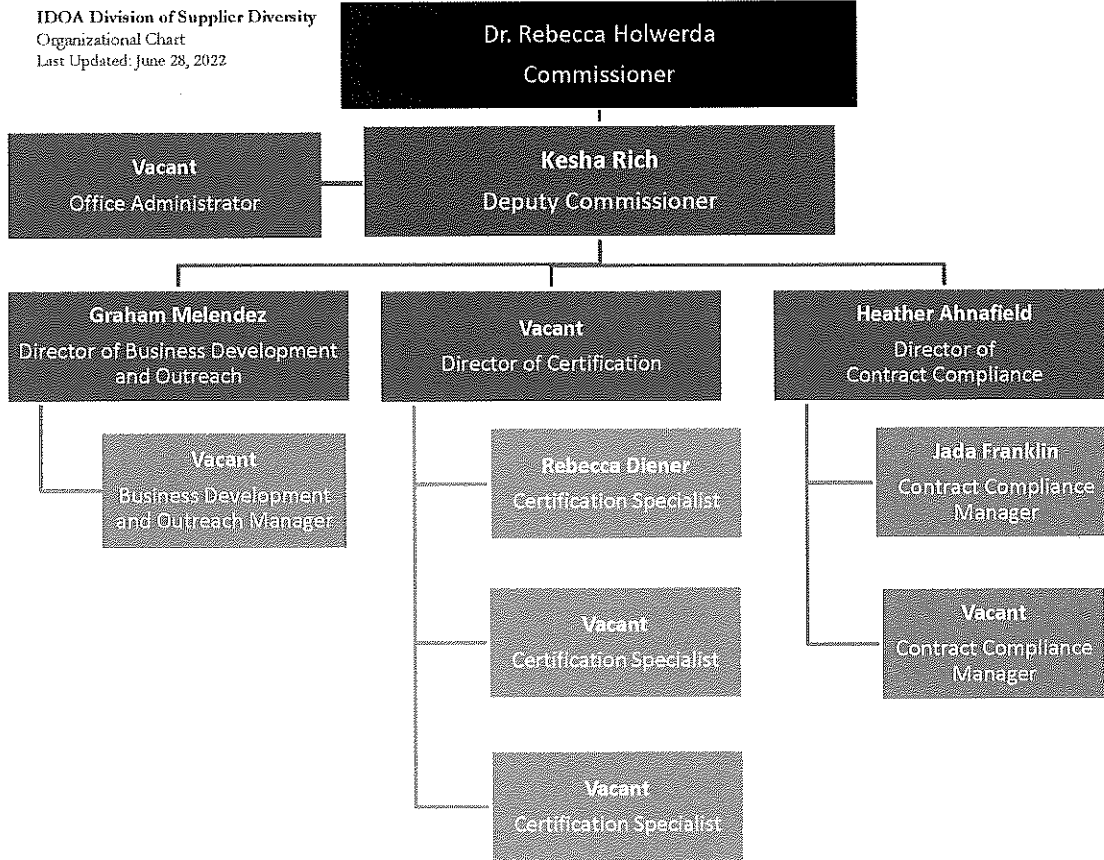 IDOA Division of Supplier Diversity
Organizational Chart
Last Updated: June 28, 2022
Dr. Rebecca Holwerda
Commissioner
Vacant
Office Administrator
Kesha Rich
Deputy Commissioner
Graham Melendez
Director of Business Development
and Outreach
Vacant
Business Development
and Outreach Manager
Vacant
Director of Certification
Rebecca Diener
Certification Specialist
Vacant
Certification Specialist
Vacant
Certification Specialist
Heather Ahnafield
Director of
Contract Compliance
Jada Franklin
Contract Compliance
Manager
Vacant
Contract Compliance
Manager